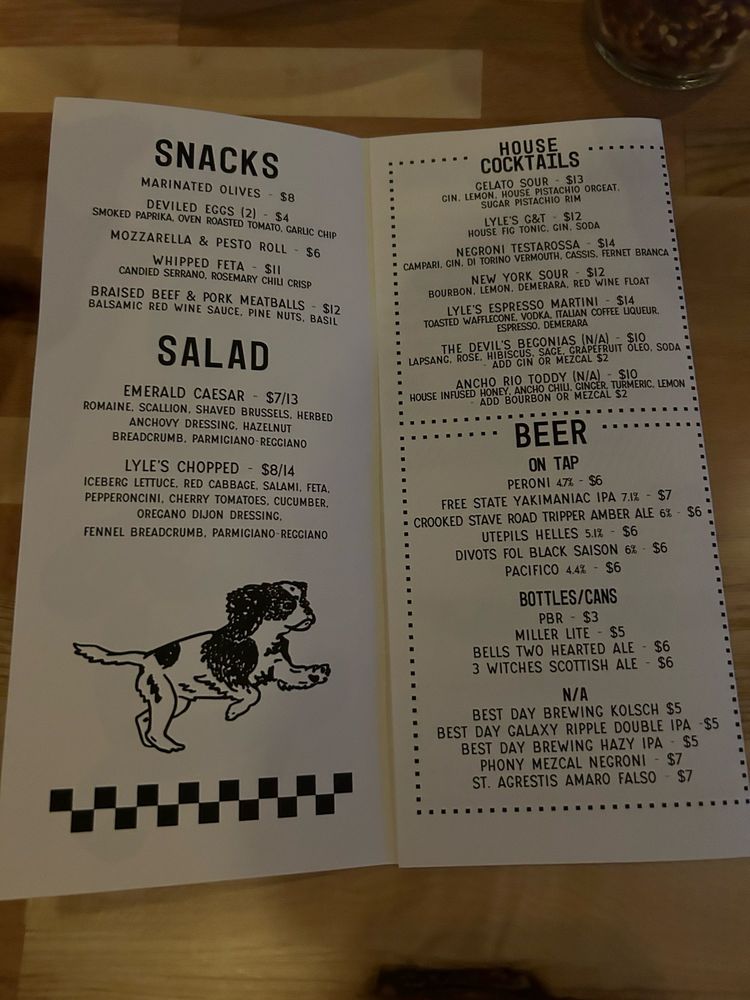 SNACKS
MARINATED OLIVES - $8
DEVILED EGGS (2) - $4
SMOKED PAPRIKA, OVEN ROASTED TOMATO, GARLIC CHIP
MOZZARELLA & PESTO ROLL - $6
WHIPPED FETA - $11
CANDIED SERRANO, ROSEMARY CHILI CRISP
BRAISED BEEF & PORK MEATBALLS - $12
BALSAMIC RED WINE SAUCE, PINE NUTS, BASIL
SALAD
EMERALD CAESAR - $7/13
ROMAINE, SCALLION, SHAVED BRUSSELS, HERBED
ANCHOVY DRESSING, HAZELNUT
BREADCRUMB, PARMIGIANO-REGGIANO
LYLE'S CHOPPED - $8/14
ICEBERG LETTUCE, RED CABBAGE, SALAMI, FETA,
PEPPERONCINI, CHERRY TOMATOES, CUCUMBER,
OREGANO DIJON DRESSING,
FENNEL BREADCRUMB, PARMIGIANO-REGGIANO
HOUSE
COCKTAILS
GELATO SOUR - $13
GIN, LEMON, HOUSE PISTACHIO ORGEAT,
SUGAR PISTACHIO RIM
LYLE'S G&T - $12
HOUSE FIG TONIC, GIN, SODA
NEGRONI TESTAROSSA - $14
CAMPARI, GIN, DI TORINO VERMOUTH, CASSIS, FERNET BRANCA
NEW YORK SOUR - $12
BOURBON, LEMON, DEMERARA, RED WINE FLOAT
LYLE'S ESPRESSO MARTINI - $14
TOASTED WAFFLECONE, VODKA, ITALIAN COFFEE LIQUEUR,
ESPRESSO, DEMERARA
THE DEVIL'S BEGONIAS (N/A) - $10
LAPSANG, ROSE, HIBISCUS, SAGE, GRAPEFRUIT OLEO, SODA
- ADD GIN OR MEZCAL $2
ANCHO RIO TODDY (N/A) - $10
HOUSE INFUSED HONEY, ANCHO CHILI, GINGER, TURMERIC, LEMON
- ADD BOURBON OR MEZCAL $2
BEER
ON TAP
PERONI 4.7% - $6
FREE STATE YAKIMANIAC IPA 7.1% - $7
CROOKED STAVE ROAD TRIPPER AMBER ALE 6% - $6
UTEPILS HELLES 5.1% - $6
DIVOTS FOL BLACK SAISON 6% - $6
PACIFICO 4.4% - $6
BOTTLES/CANS
PBR - $3
MILLER LITE - $5
BELLS TWO HEARTED ALE - $6
3 WITCHES SCOTTISH ALE - $6
N/A
BEST DAY BREWING KOLSCH $5
BEST DAY GALAXY RIPPLE DOUBLE IPA -$5
BEST DAY BREWING HAZY IPA - $5
PHONY MEZCAL NEGRONI - $7
ST. AGRESTIS AMARO FALSO - $7